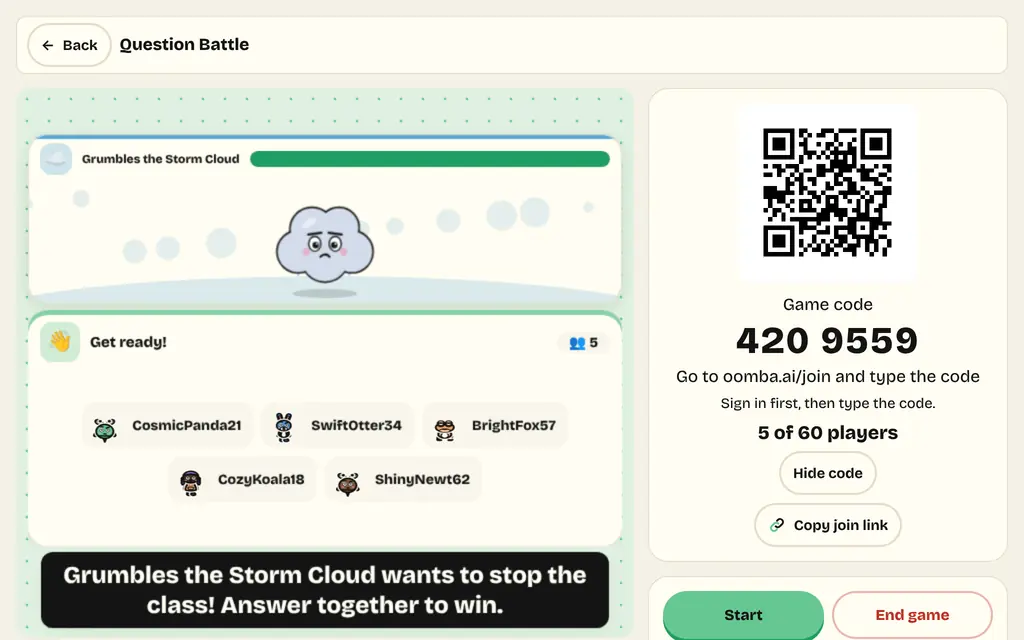 Back
Question Battle
Grumbles the Storm Cloud
Get ready!
5
CosmicPanda21
SwiftOtter34
BrightFox57
CozyKoala18
ShinyNewt62
Grumbles the Storm Cloud wants to stop the
class! Answer together to win.
Game code
420 9559
Go to oomba.ai/join and type the code
Sign in first, then type the code.
5 of 60 players
Hide code
Copy join link
Start
End game